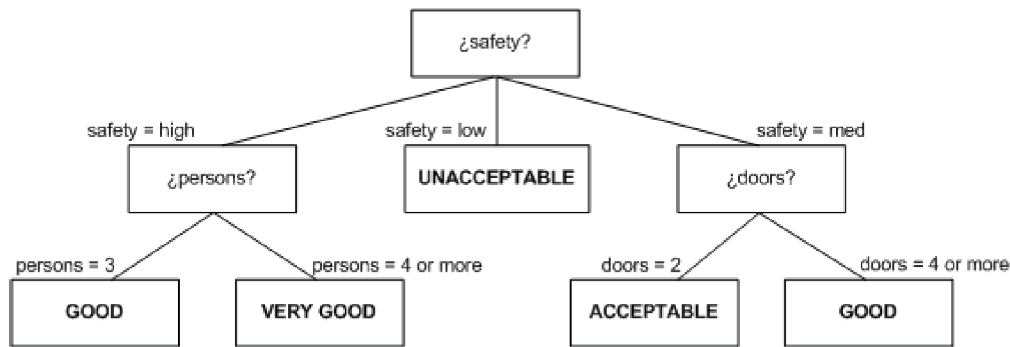 ¿safety?
safety = high
safety = low
safety = med
¿persons?
UNACCEPTABLE
¿doors?
persons = 3
persons = 4 or more
doors = 2
doors = 4 or more
GOOD
VERY GOOD
ACCEPTABLE
GOOD